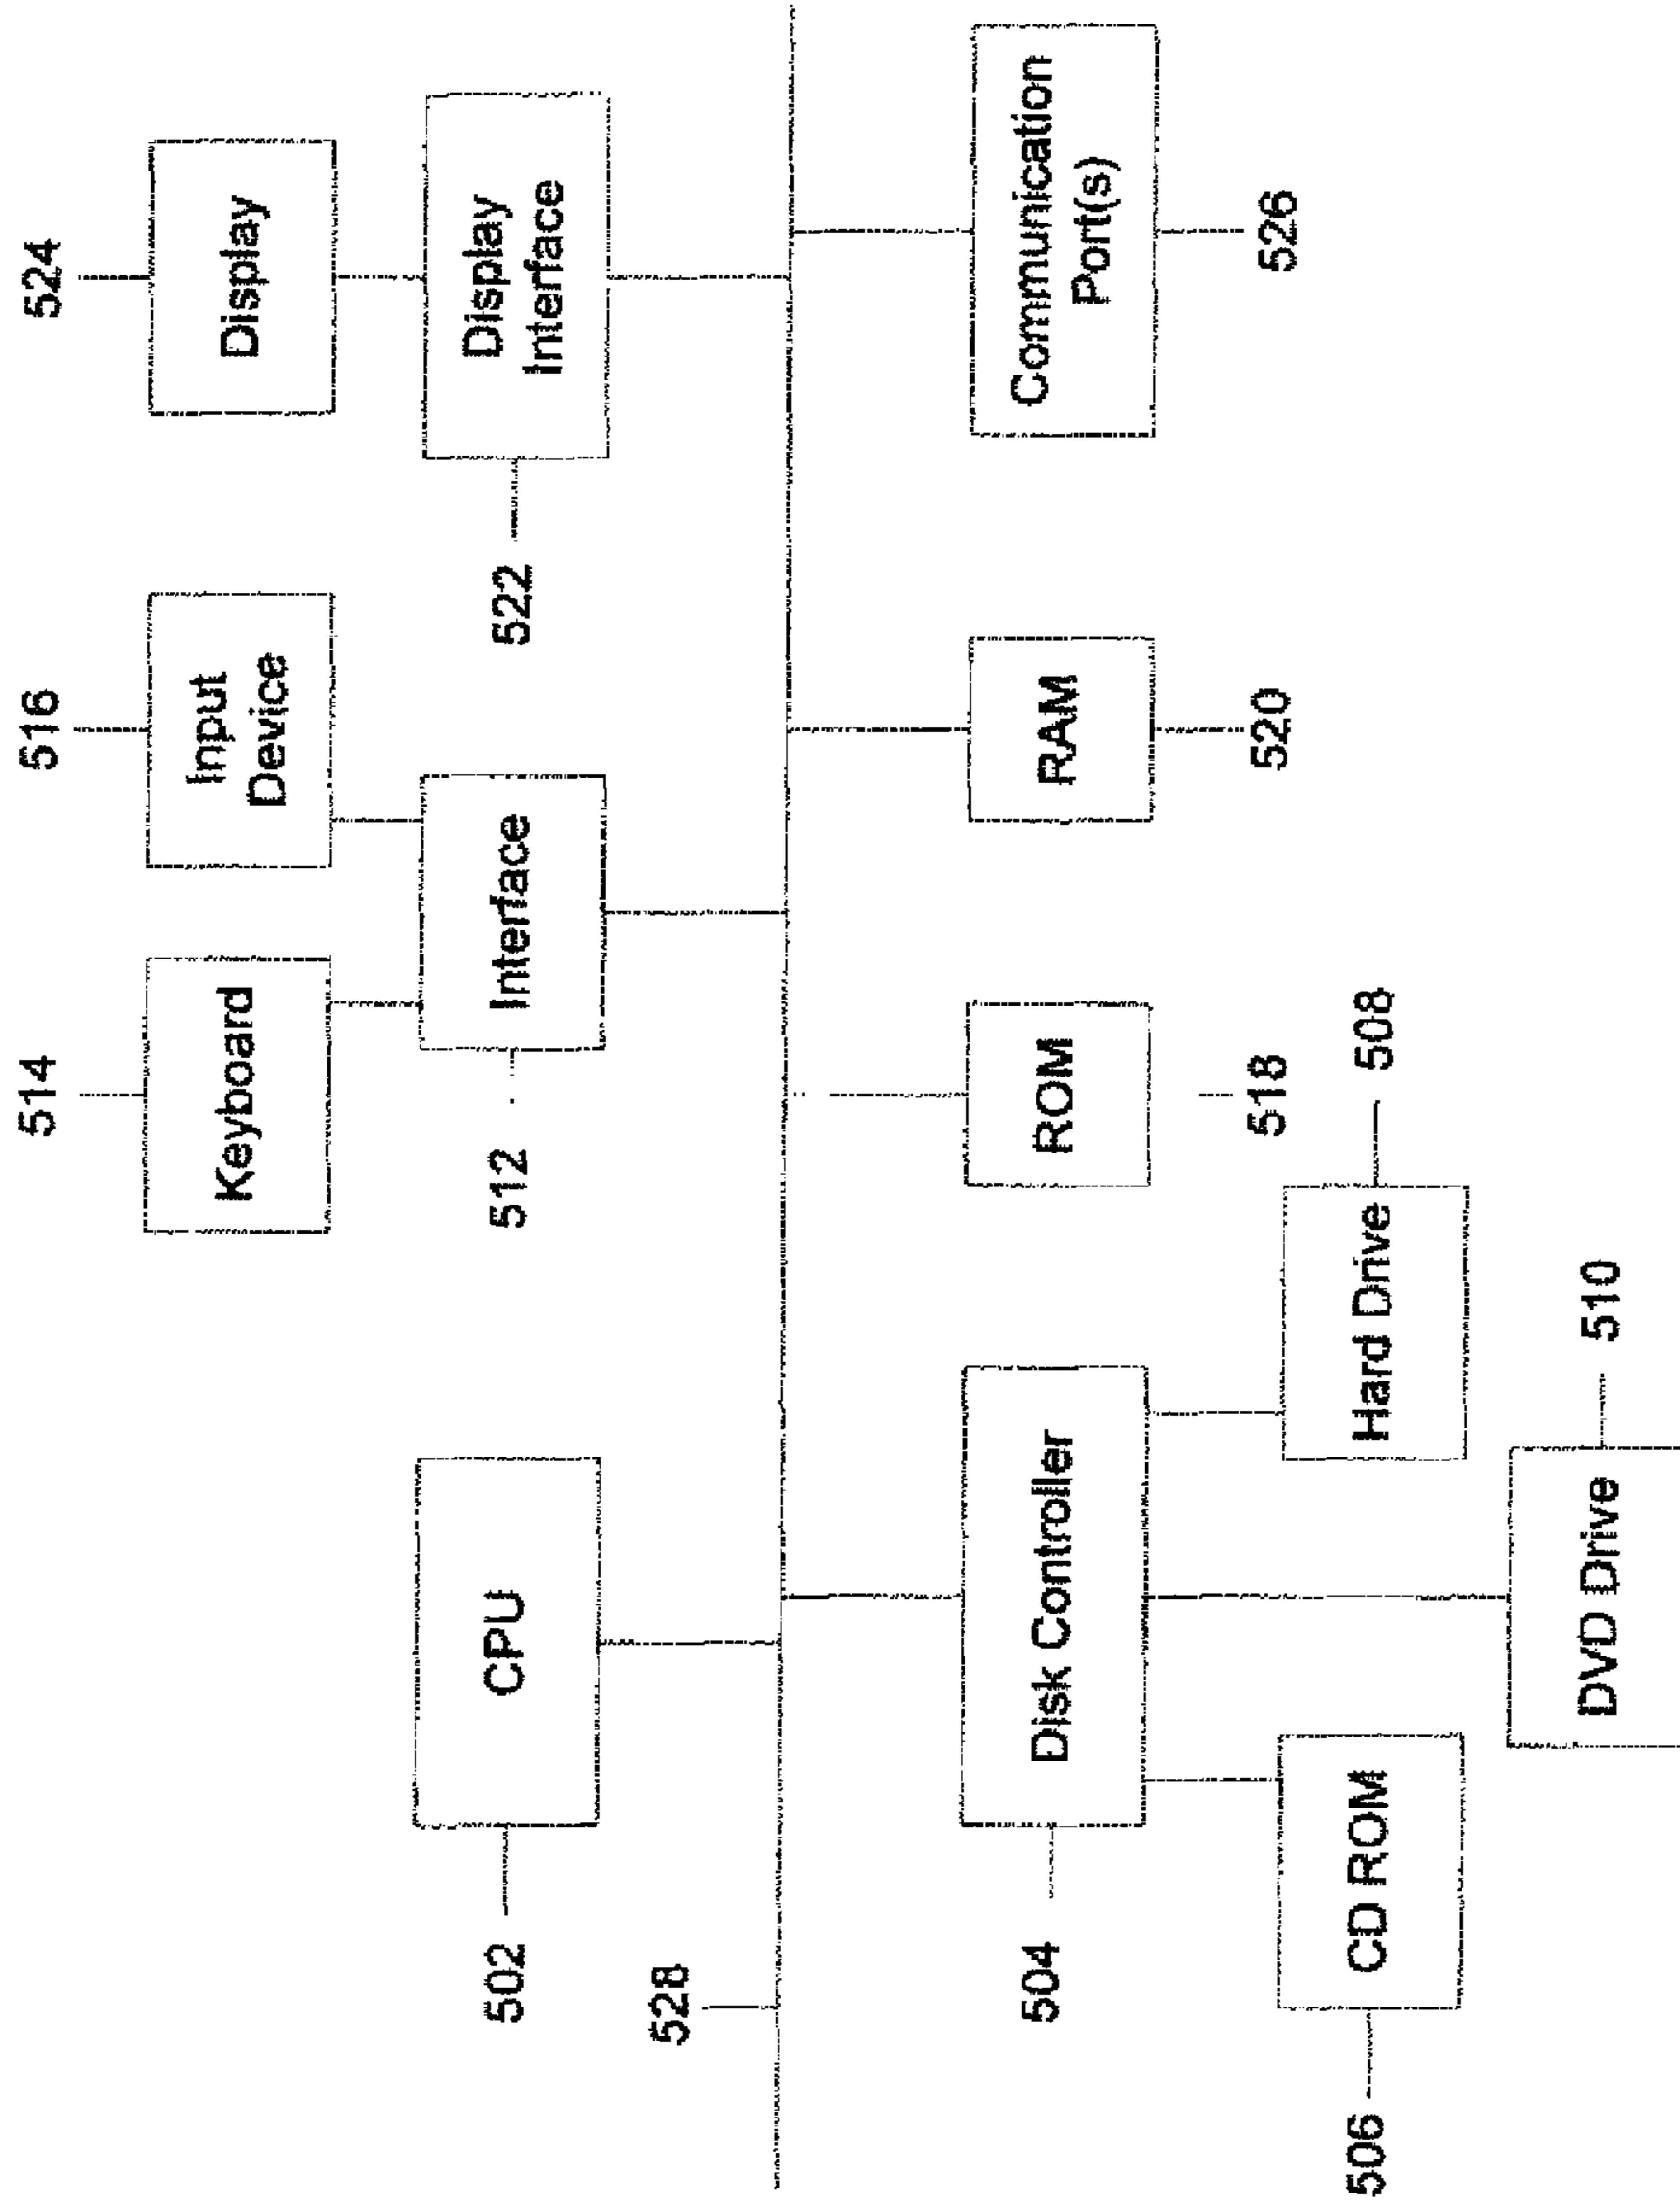 514
516
524
Keyboard
Input
Device
Display
502
CPU
512
Interface
522
Display
Interface
528
504
Disk Controller
ROM
RAM
Communication
Port(s)
518
520
526
506
CD ROM
Hard Drive
508
DVD Drive
510